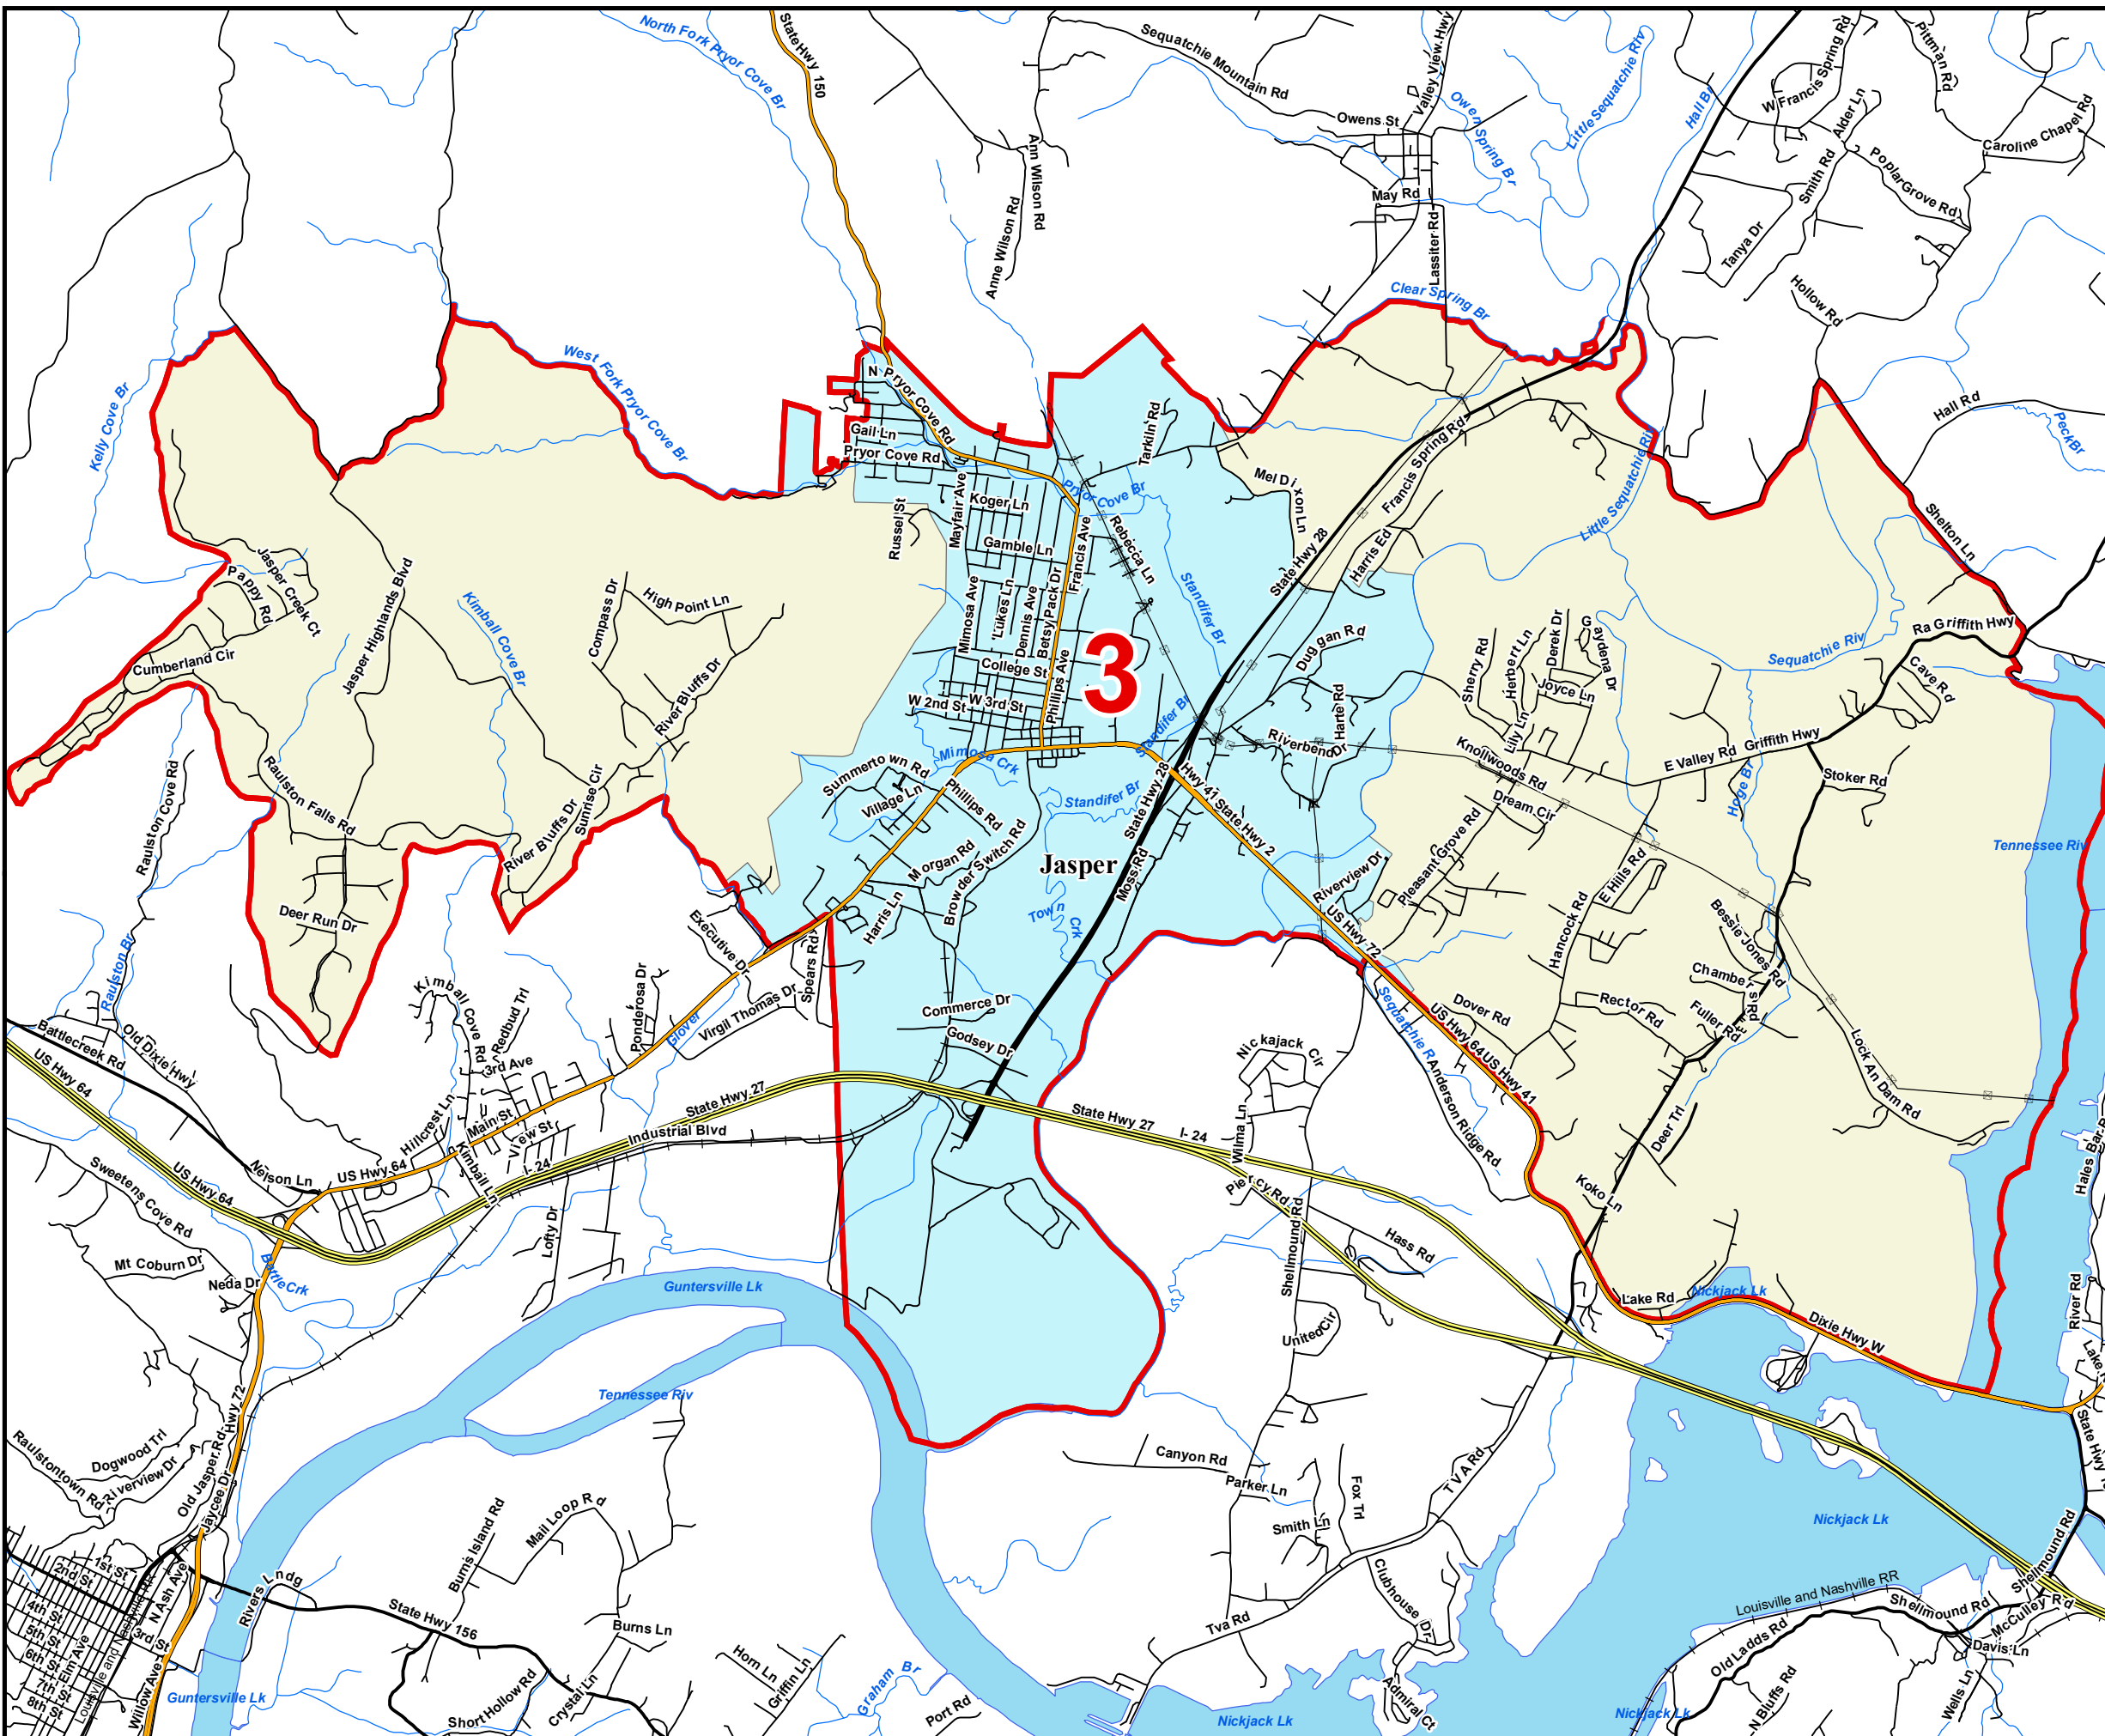 North Fork Pryor Cove Br
State Hwy 150
Sequatchie Mountain Rd
Valley View Hwy
Little Sequatchie Riv
Hall Br
W Francis Spring Rd
Pittman Rd
Owens St
Owen Spring Br
Alder Ln
Caroline Chapel Rd
Ann Wilson Rd
Anne Wilson Rd
May Rd
Lassiter Rd
Smith Rd
Poplar Grove Rd
Tanya Dr
Hollow Rd
Clear Spring Br
Kelly Cove Br
West Fork Pryor Cove Br
N Pryor Cove Rd
Gail Ln
Pryor Cove Rd
Tarkiln Rd
Hall Rd
Peck Br
Mel Dixon Ln
Francis Spring Rd
Little Sequatchie Ri
Shelton Ln
Russel St
Mayfair Ave
Koger Ln
Pryor Cove Br
Rebecca Ln
Gamble Ln
Francis Ave
State Hwy 28
Harris Ed
Jasper Creek Ct
Pappy Rd
Jasper Highlands Blvd
Kimball Cove Br
Compass Dr
High Point Ln
Mimosa Ave
Lukes Ln
Dennis Ave
Betsy Pack Dr
Standifer Br
3
Duggan Rd
Sherry Rd
Herbert Ln
Derek Dr
Gaydena Dr
Joyce Ln
Sequatchie Riv
Ra Griffith Hwy
Cave Rd
Cumberland Cir
River Bluffs Dr
College St
W 2nd St
W 3rd St
Phillips Ave
Standifer Br
Harte Rd
Riverbend Dr
Lily Ln
Knollwoods Rd
E Valley Rd
Griffith Hwy
Stoker Rd
Hoge Br
Raulston Cove Rd
Raulston Falls Rd
Sunrise Cir
River Bluffs Dr
Mimosa Crk
Summertown Rd
Village Ln
Phillips Rd
Standifer Br
State Hwy 28
Hwy 41
State Hwy 2
Dream Cir
Pleasant Grove Rd
Tennessee Riv
Morgan Rd
Browder Switch Rd
Jasper
Moss Rd
Riverview Dr
E Hills Rd
Hancock Rd
Deer Run Dr
Raulston Br
Executive Dr
Spears Rd
Harris Ln
Town Crk
US Hwy 72
Bessie Jones Rd
Chambers Rd
Kimball Cove Rd
Redbud Trl
Ponderosa Dr
Glover
Virgil Thomas Dr
Commerce Dr
Godsey Dr
Sequatchie R
Dover Rd
Rector Rd
Fuller Rd
Battlecreek Rd
Old Dixie Hwy
US Hwy 64
3rd Ave
Nickajack Cir
US Hwy 64
US Hwy 41
Lock An Dam Rd
Hillcrest Ln
Main St
View St
State Hwy 27
Industrial Blvd
State Hwy 27
I- 24
Wilma Ln
Anderson Ridge Rd
Deer Trl
Hales Bar R
Sweetens Cove Rd
US Hwy 64
Nelson Ln
US Hwy 64
Kimball Ln
I- 24
Piercy Rd
Shellmound Rd
Hass Rd
Koko Ln
Mt Coburn Dr
Neda Dr
Battle Crk
Lofty Dr
Guntersville Lk
United Cir
Lake Rd
Nickjack Lk
Dixie Hwy W
River Rd
Lake R
Hwy 72
Tennessee Riv
Raulstontown Rd
Dogwood Trl
Riverview Dr
Old Jasper Rd
Jaycee Dr
Canyon Rd
Parker Ln
Fox Trl
Smith Ln
TVA Rd
State Hwy
Nickjack Lk
Burns Island Rd
Mail Loop Rd
1st St
2nd St
4th St
5th St
6th St
7th St
8th St
3rd St
Elm Ave
N Ash Ave
Louisville and Nashville RR
Willow Ave
Rivers Lndg
State Hwy 156
Burns Ln
Horn Ln
Griffin Ln
Graham Br
Port Rd
Crystal Ln
Short Hollow Rd
Guntersville Lk
Tva Rd
Clubhouse Dr
Admiral Ct
Nickjack Lk
Louisville and Nashville RR
Shellmound Rd
Shellmound Rd
McCulley Rd
Davis Ln
Old Ladds Rd
Wells Ln
N Bluffs Rd
Nickjack Lk